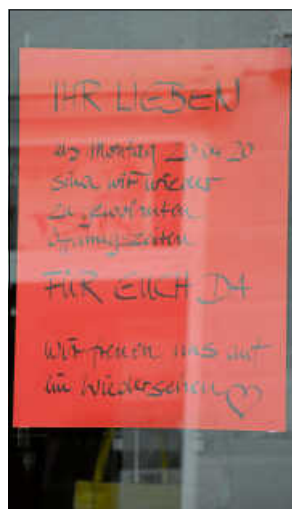 IHR LIEBEN
ab Montag 20.04.20
sind wir wieder
zu gewohnten
Öffnungszeiten
FÜR EUCH DA
Wir freuen uns auf
ein Wiedersehen